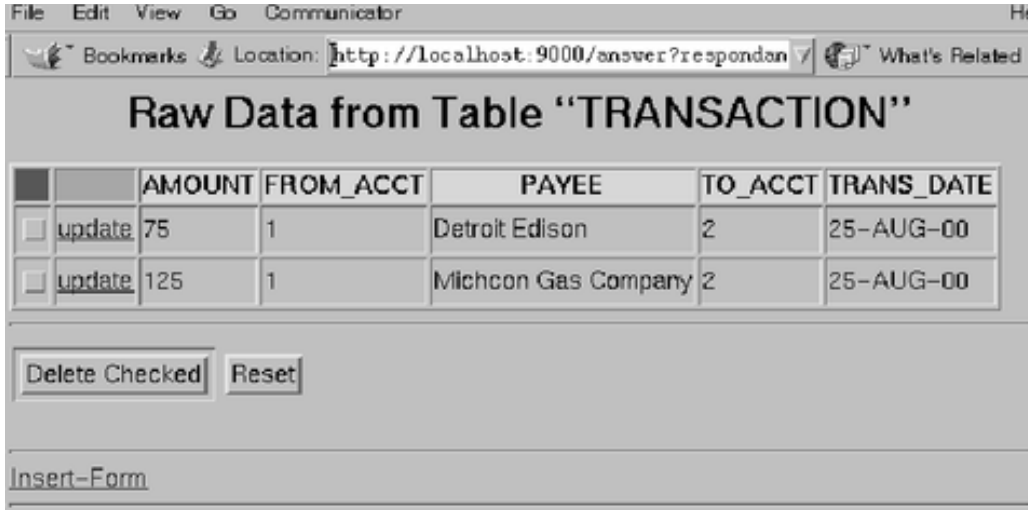 File Edit View Go Communicator He
Bookmarks Location: http://localhost:9000/answer?respondan What's Related
Raw Data from Table “TRANSACTION”
AMOUNT FROM_ACCT PAYEE TO_ACCT TRANS_DATE
update 75 1 Detroit Edison 2 25-AUG-00
update 125 1 Michcon Gas Company 2 25-AUG-00
Delete Checked Reset
Insert-Form